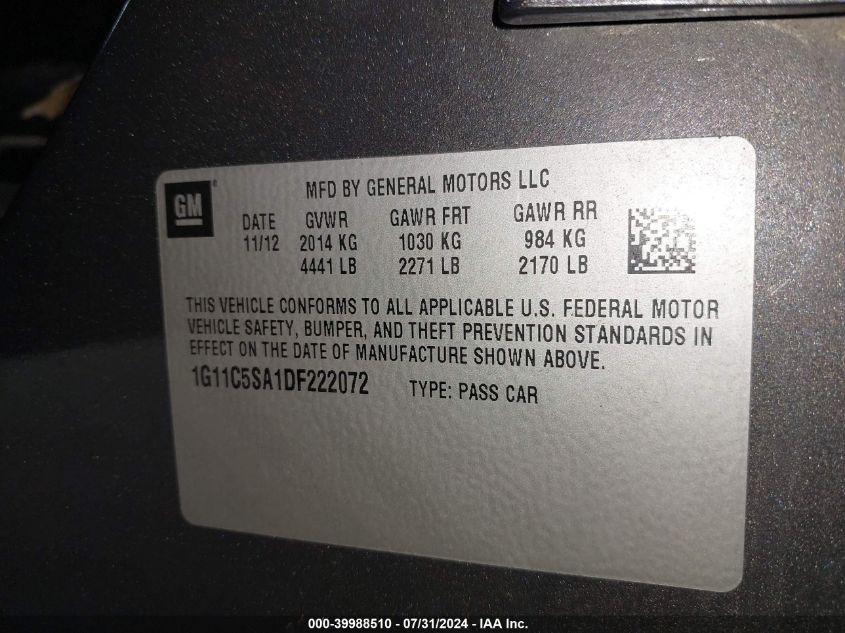 GM
MFD BY GENERAL MOTORS LLC
DATE GVWR GAWR FRT GAWR RR
11/12 2014 KG 1030 KG 984 KG
4441 LB 2271 LB 2170 LB
THIS VEHICLE CONFORMS TO ALL APPLICABLE U.S. FEDERAL MOTOR
VEHICLE SAFETY, BUMPER, AND THEFT PREVENTION STANDARDS IN
EFFECT ON THE DATE OF MANUFACTURE SHOWN ABOVE.
1G11C5SA1DF222072 TYPE: PASS CAR
000-39988510 - 07/31/2024 - IAA Inc.